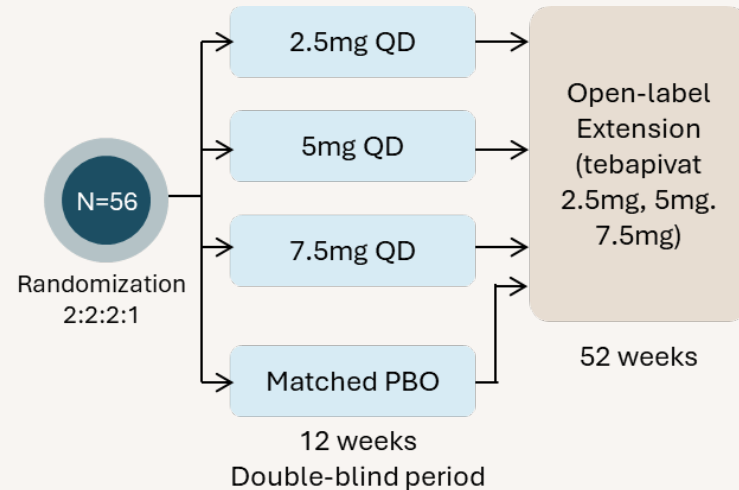 2.5mg QD
5mg QD
7.5mg QD
Matched PBO
N=56
Randomization
2:2:2:1
12 weeks
Double-blind period
Open-label
Extension
(tebapivat
2.5mg, 5mg.
7.5mg)
52 weeks